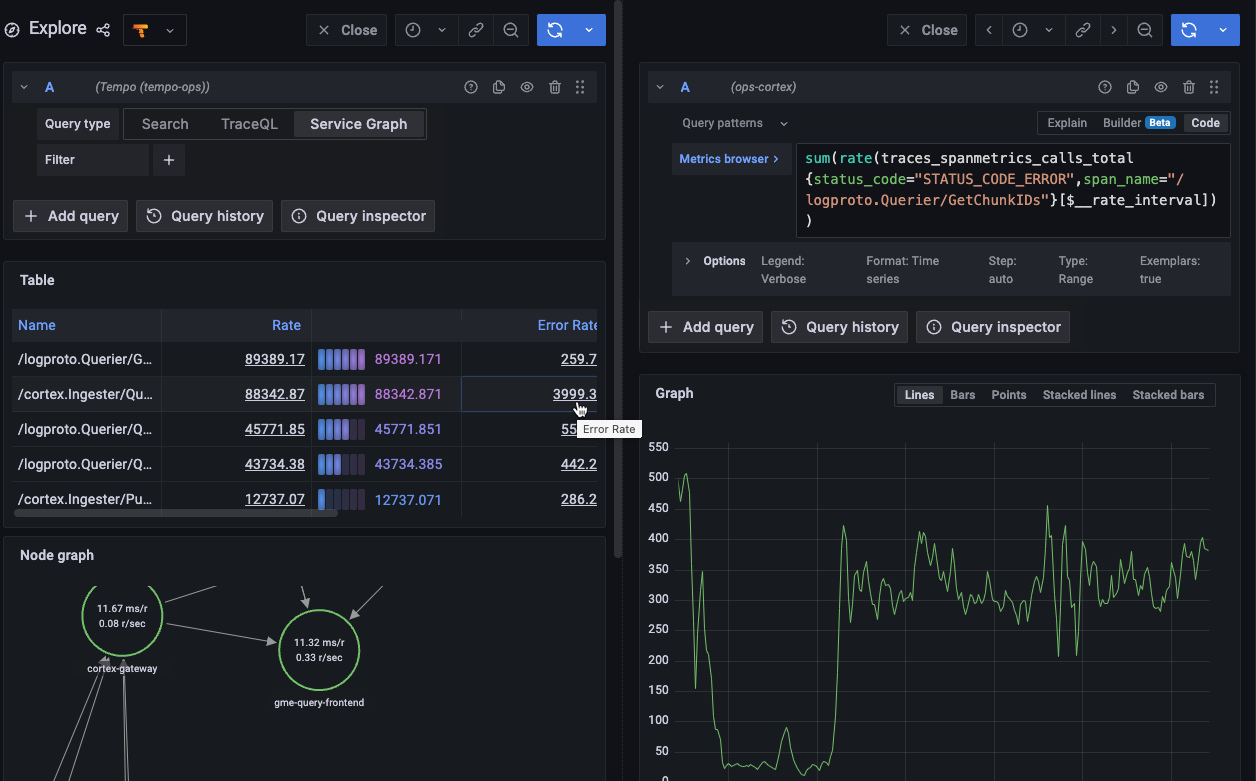 Explore
Close
Close
A
(Tempo (tempo-ops))
Query type
Search
TraceQL
Service Graph
Filter
+ Add query
Query history
Query inspector
Table
Name
Rate
Error Rate
/logproto.Querier/G...
89389.17
89389.171
259.7
/cortex.Ingester/Qu...
88342.87
88342.871
3999.3
/logproto.Querier/Q...
45771.85
45771.851
55
Error Rate
/logproto.Querier/Q...
43734.38
43734.385
442.2
/cortex.Ingester/Pu...
12737.07
12737.071
286.2
Node graph
11.67 ms/r
0.08 r/sec
cortex-gateway
11.32 ms/r
0.33 r/sec
gme-query-frontend
A
(ops-cortex)
Query patterns
Explain
Builder
Beta
Code
Metrics browser >
sum(rate(traces_spanmetrics_calls_total
{status_code="STATUS_CODE_ERROR",span_name="/
logproto.Querier/GetChunkIDs"}[$__rate_interval])
)
Options
Legend:
Verbose
Format: Time
series
Step:
auto
Type:
Range
Exemplars:
true
+ Add query
Query history
Query inspector
Graph
Lines
Bars
Points
Stacked lines
Stacked bars
550
500
450
400
350
300
250
200
150
100
50
0